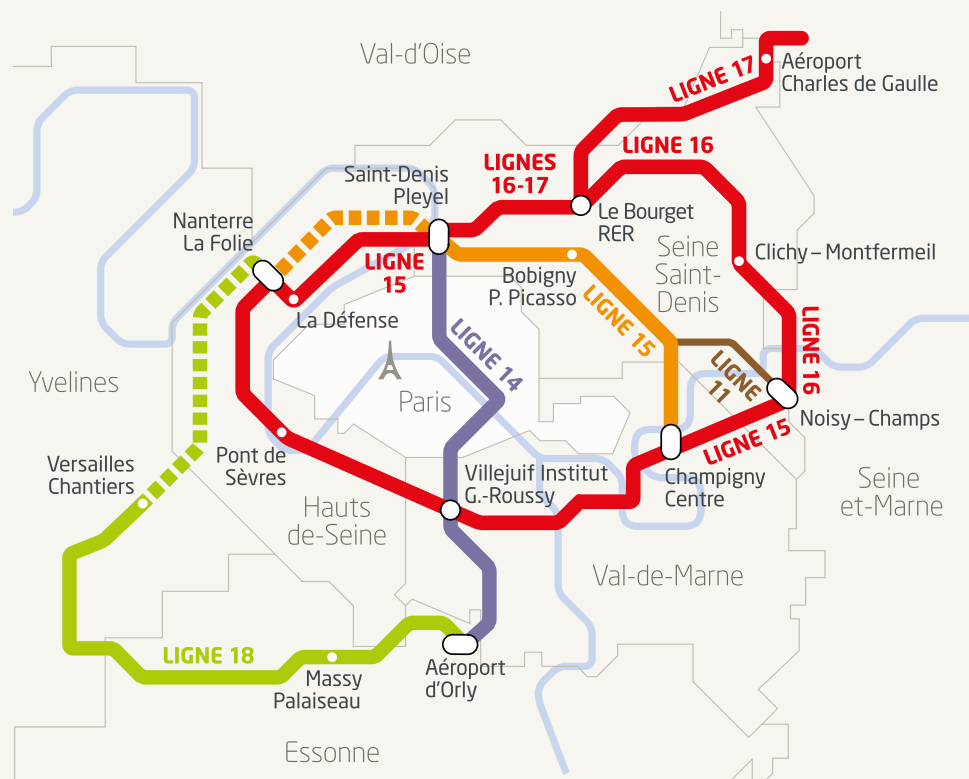 Val-d'Oise
LIGNE 17
Aéroport
Charles de Gaulle
LIGNES
16-17
LIGNE 16
Saint-Denis
Pleyel
Nanterre
La Folie
Le Bourget
RER
Seine
Saint-
Denis
Clichy – Montfermeil
LIGNE
15
Bobigny
P. Picasso
La Défense
LIGNE 15
LIGNE 14
LIGNE 16
LIGNE
11
Yvelines
Paris
Noisy – Champs
LIGNE 15
Versailles
Chantiers
Pont de
Sèvres
Villejuif Institut
G.-Roussy
Champigny
Centre
Seine
et-Marne
Hauts
de-Seine
Val-de-Marne
LIGNE 18
Massy
Palaiseau
Aéroport
d'Orly
Essonne